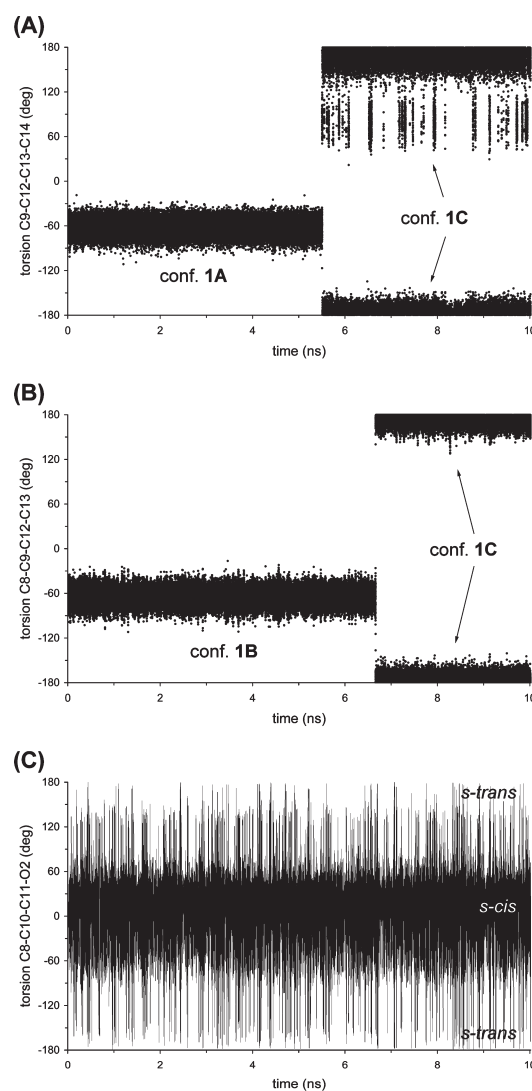 (A)
180
120
60
0
-60
-120
-180
torsion C9-C12-C13-C14 (deg)
conf. 1A
conf. 1C
0 2 4 6 8 10
time (ns)
(B)
180
120
60
0
-60
-120
-180
torsion C8-C9-C12-C13 (deg)
conf. 1B
conf. 1C
0 2 4 6 8 10
time (ns)
(C)
180
120
60
0
-60
-120
-180
torsion C8-C10-C11-O2 (deg)
s-trans
s-cis
s-trans
0 2 4 6 8 10
time (ns)